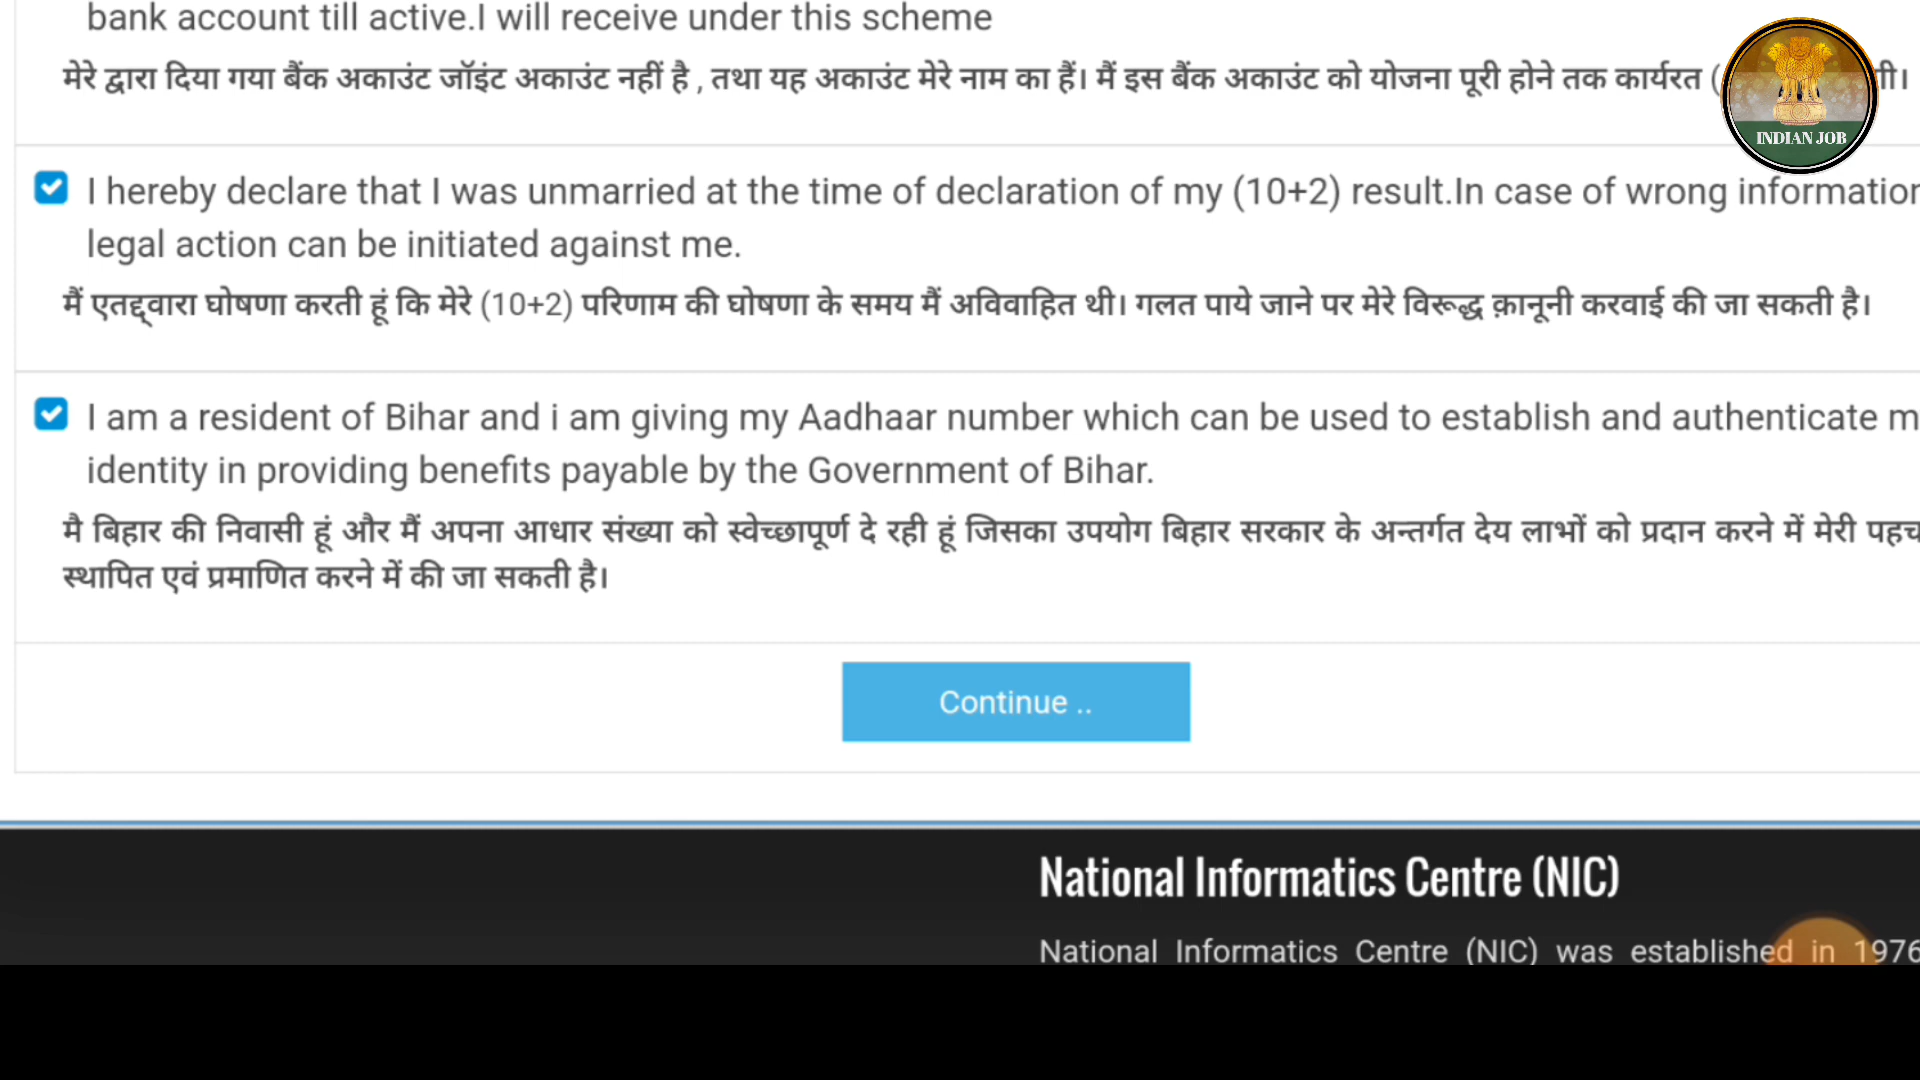 bank account till active.I will receive under this scheme
मेरे द्वारा दिया गया बैंक अकाउंट जॉइंट अकाउंट नहीं है , तथा यह अकाउंट मेरे नाम का हैं। मैं इस बैंक अकाउंट को योजना पूरी होने तक कार्यरत (
INDIAN JOB
I hereby declare that I was unmarried at the time of declaration of my (10+2) result.In case of wrong information
legal action can be initiated against me.
मैं एतद्द्वारा घोषणा करती हूं कि मेरे (10+2) परिणाम की घोषणा के समय मैं अविवाहित थी। गलत पाये जाने पर मेरे विरूद्ध क़ानूनी करवाई की जा सकती है।
I am a resident of Bihar and i am giving my Aadhaar number which can be used to establish and authenticate
identity in providing benefits payable by the Government of Bihar.
मै बिहार की निवासी हूं और मैं अपना आधार संख्या को स्वेच्छापूर्ण दे रही हूं जिसका उपयोग बिहार सरकार के अन्तर्गत देय लाभों को प्रदान करने में मेरी
स्थापित एवं प्रमाणित करने में की जा सकती है।
Continue ..
National Informatics Centre (NIC)
National Informatics Centre (NIC) was established in 1976